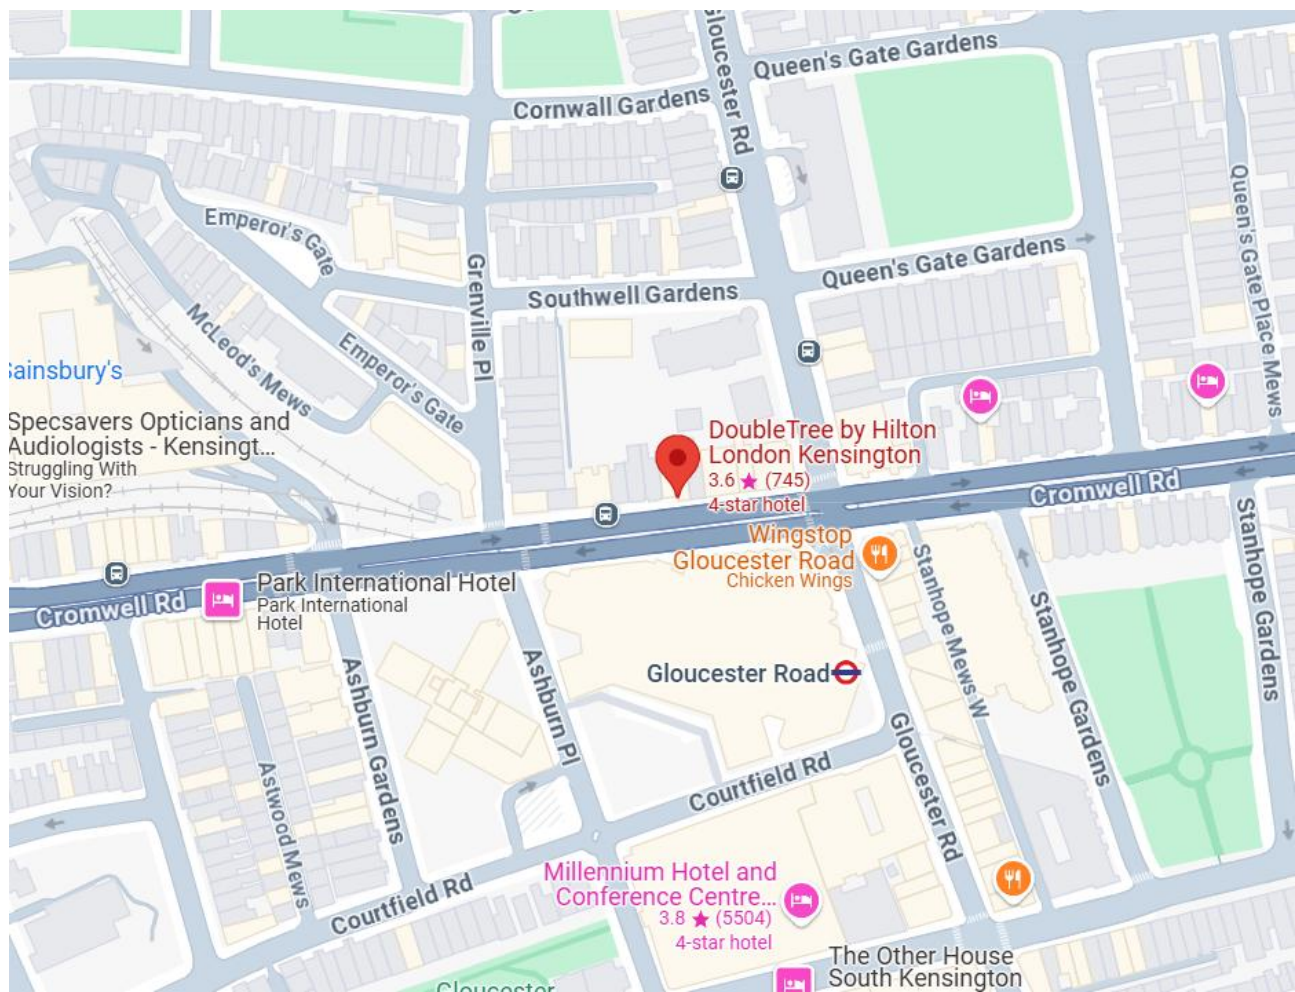 Gloucester Rd
Queen's Gate Gardens
Cornwall Gardens
Queen's Gate Place Mews
Emperor's Gate
Queen's Gate Gardens
Grenville Pl
Southwell Gardens
McLeod's Mews
Emperor's Gate
Sainsbury's
Specsavers Opticians and
Audiologists - Kensingt...
Struggling With
Your Vision?
DoubleTree by Hilton
London Kensington
3.6 ★ (745)
4-star hotel
Cromwell Rd
Wingstop
Gloucester Road
Chicken Wings
Stanhope Gardens
Park International Hotel
Park International
Hotel
Cromwell Rd
Stanhope Mews W
Stanhope Gardens
Ashburn Gardens
Ashburn Pl
Gloucester Road
Gloucester Rd
Astwood Mews
Courtfield Rd
Courtfield Rd
Millennium Hotel and
Conference Centre...
3.8 ★ (5504)
4-star hotel
The Other House
South Kensington
Gloucester